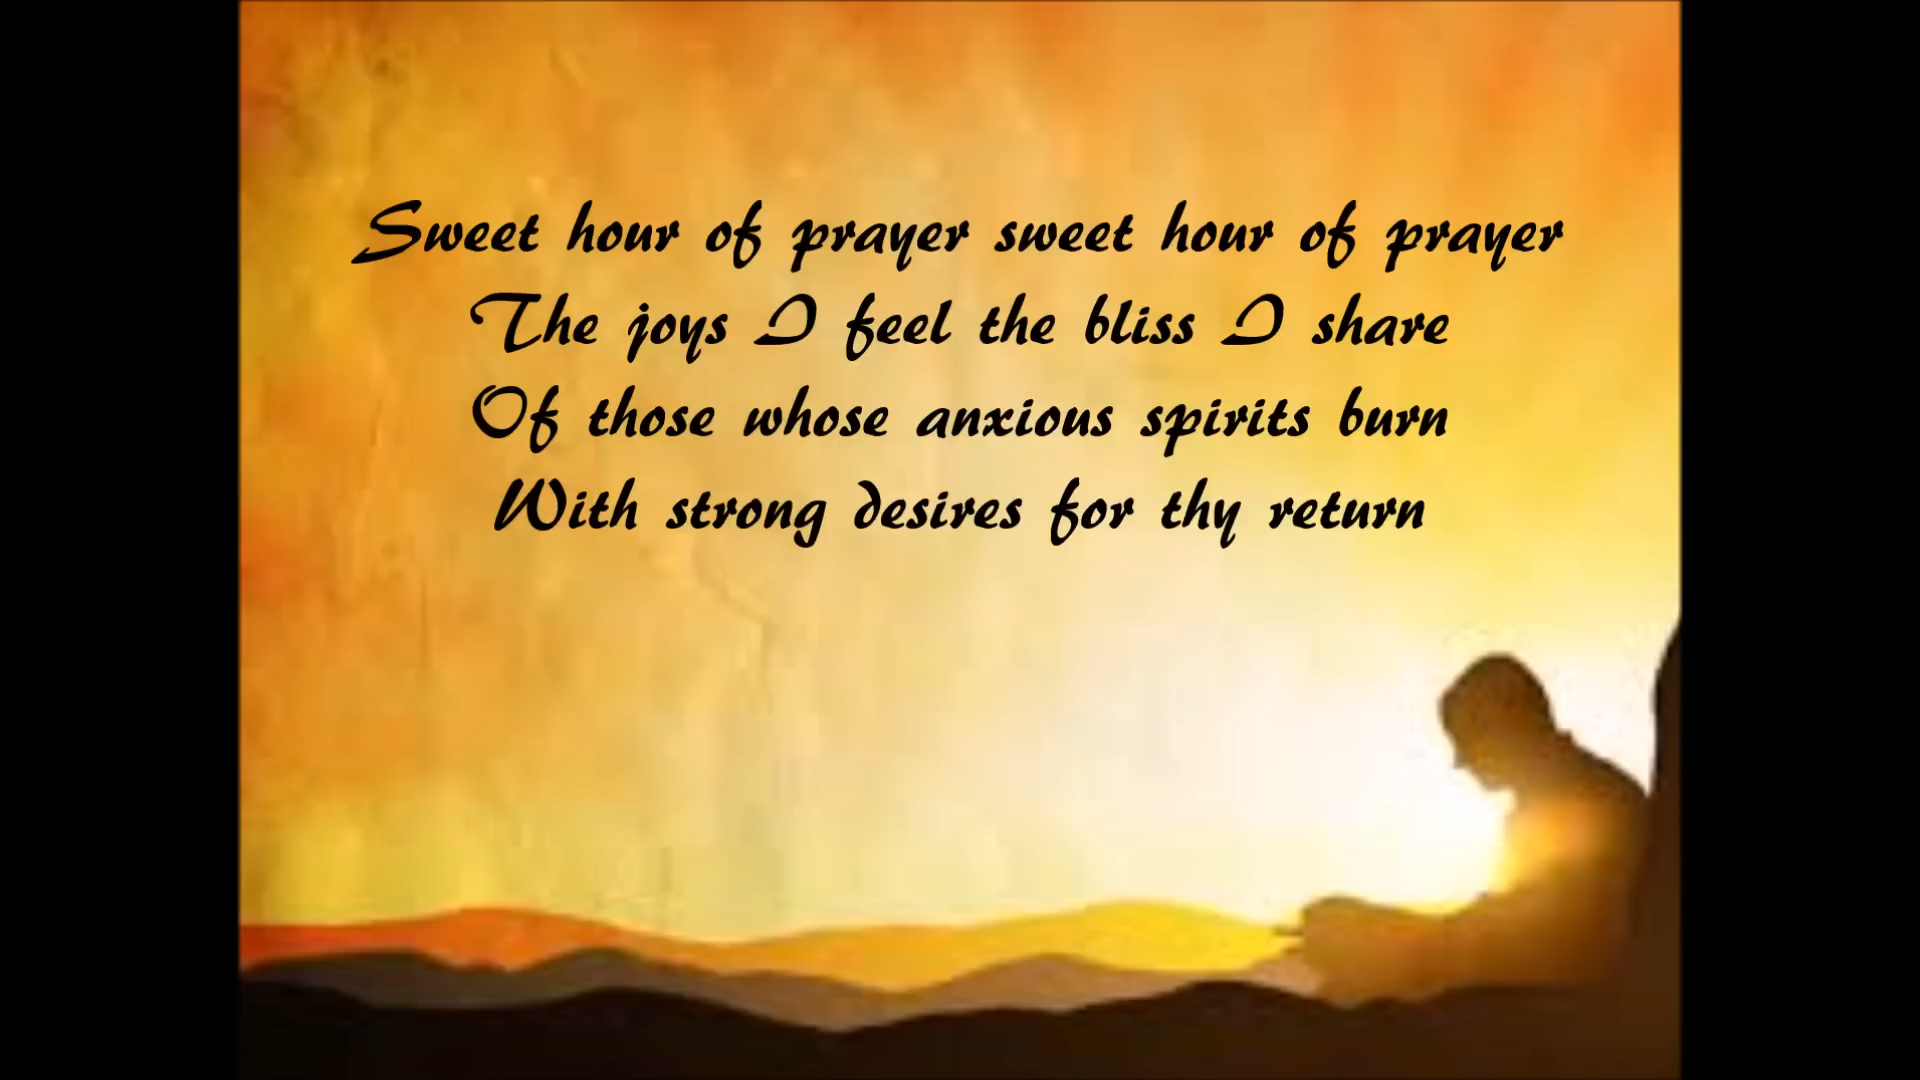 Sweet hour of prayer sweet hour of prayer
The joys I feel the bliss I share
Of those whose anxious spirits burn
With strong desires for thy return